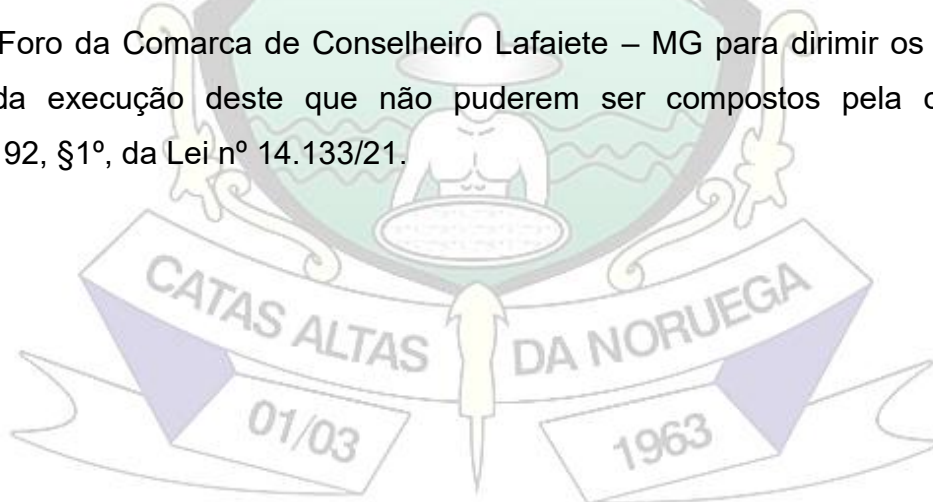 Foro da Comarca de Conselheiro Lafaiete – MG para dirimir os
da execução deste que não puderem ser compostos pela
92, §1º, da Lei nº 14.133/21.
CATAS ALTAS DA NORUEGA
01/03 1963